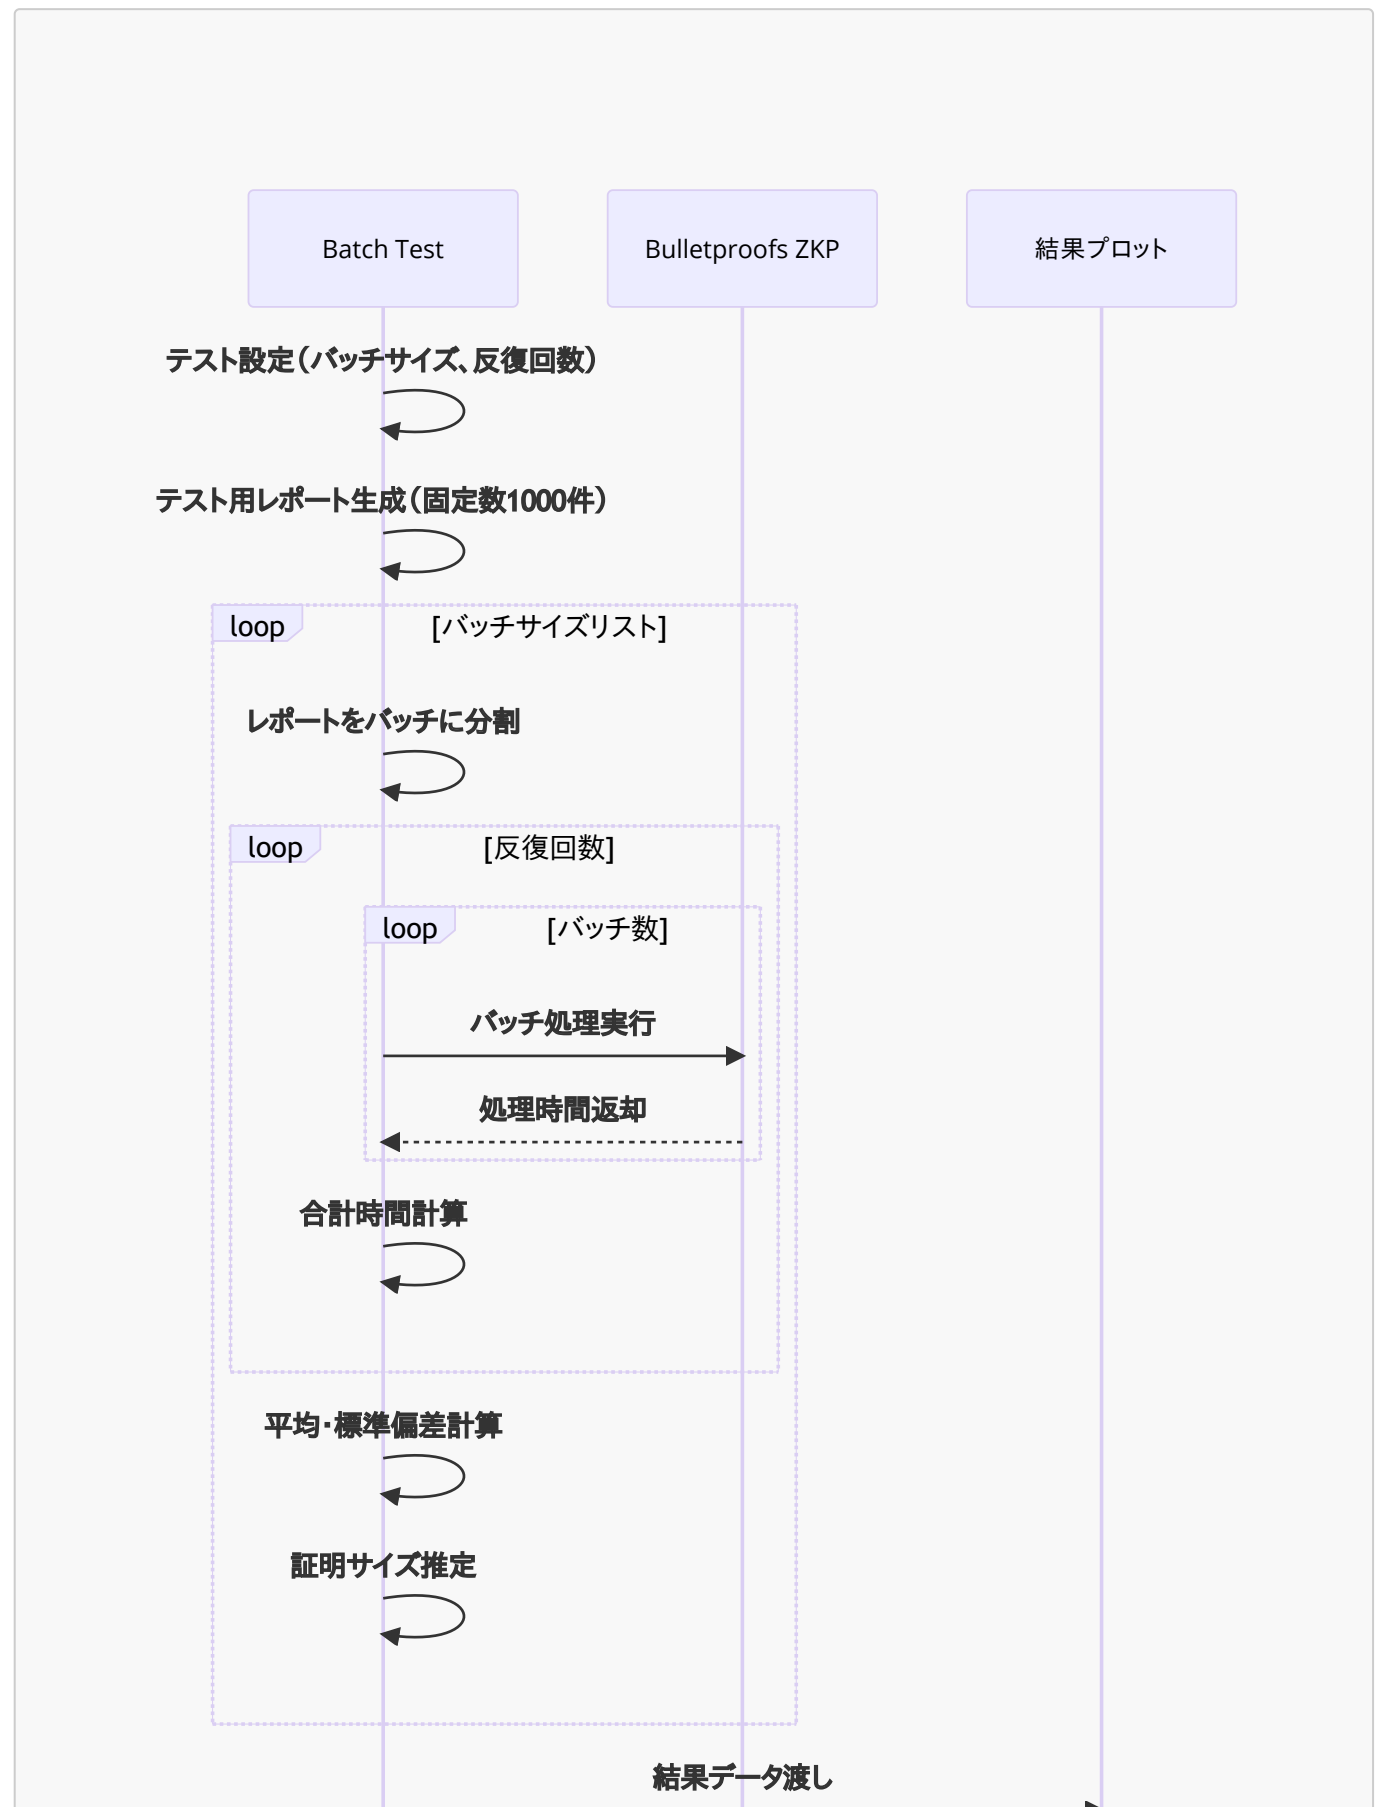 Batch Test
Bulletproofs ZKP
結果プロット
テスト設定（バッチサイズ、反復回数）
テスト用レポート生成（固定数1000件）
loop
[バッチサイズリスト]
レポートをバッチに分割
loop
[反復回数]
loop
[バッチ数]
バッチ処理実行
処理時間返却
合計時間計算
平均・標準偏差計算
証明サイズ推定
結果データ渡し